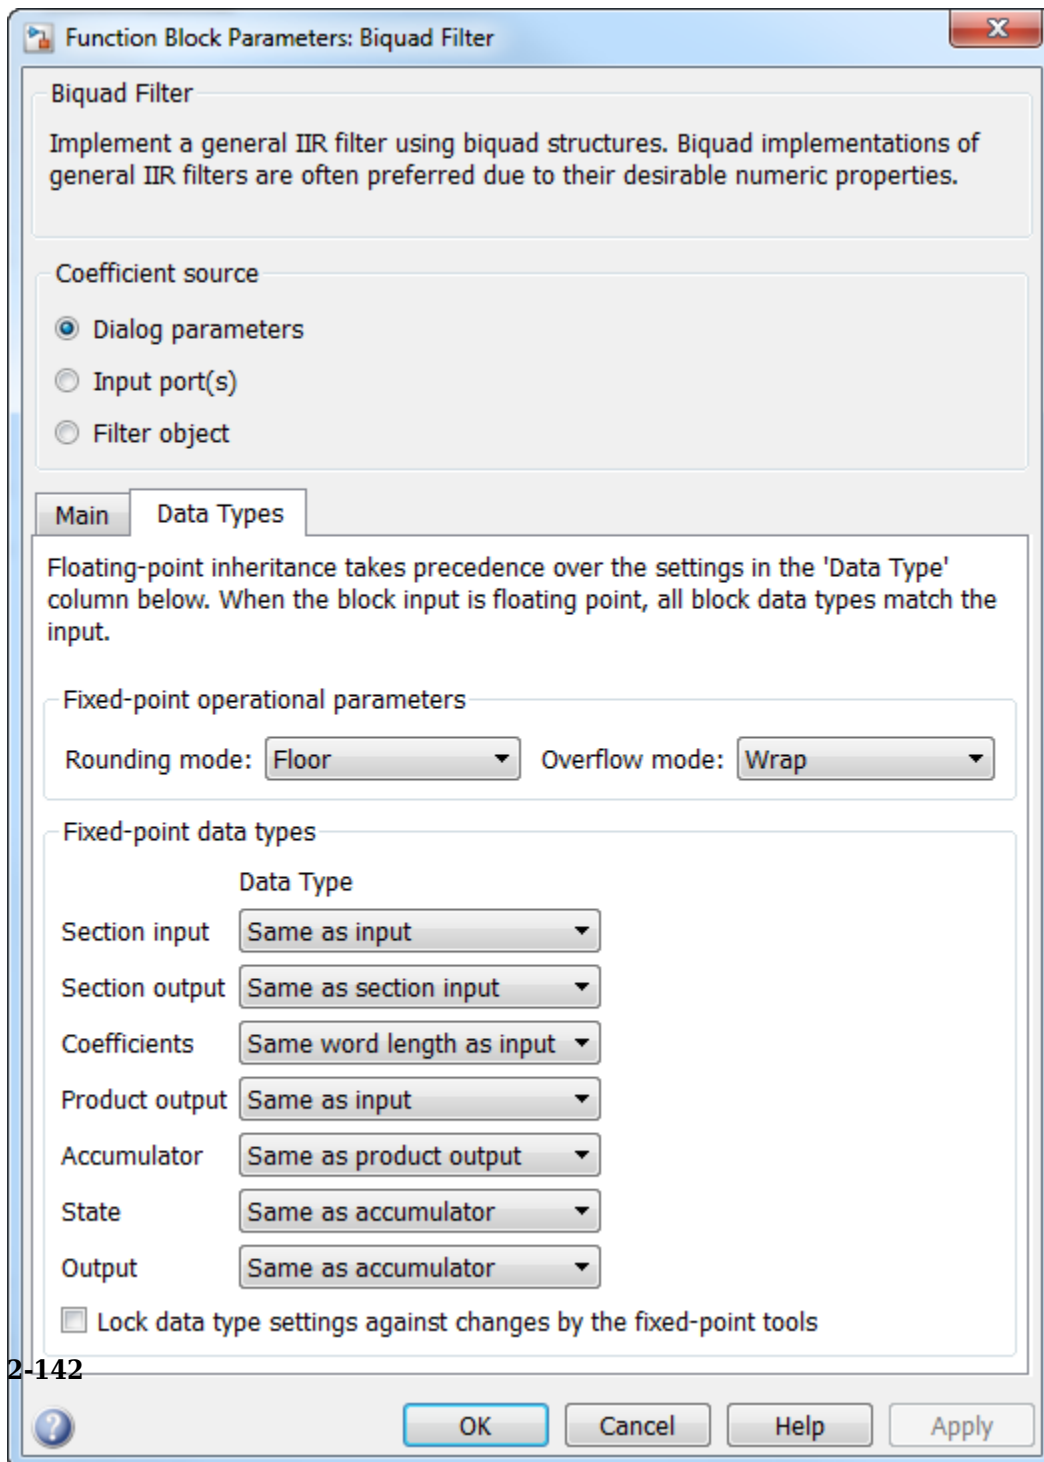 Function Block Parameters: Biquad Filter
Biquad Filter
Implement a general IIR filter using biquad structures. Biquad implementations of
general IIR filters are often preferred due to their desirable numeric properties.
Coefficient source
Dialog parameters
Input port(s)
Filter object
Main Data Types
Floating-point inheritance takes precedence over the settings in the 'Data Type'
column below. When the block input is floating point, all block data types match the
input.
Fixed-point operational parameters
Rounding mode: Floor Overflow mode: Wrap
Fixed-point data types
Data Type
Section input Same as input
Section output Same as section input
Coefficients Same word length as input
Product output Same as input
Accumulator Same as product output
State Same as accumulator
Output Same as accumulator
Lock data type settings against changes by the fixed-point tools
2-142
? OK Cancel Help Apply